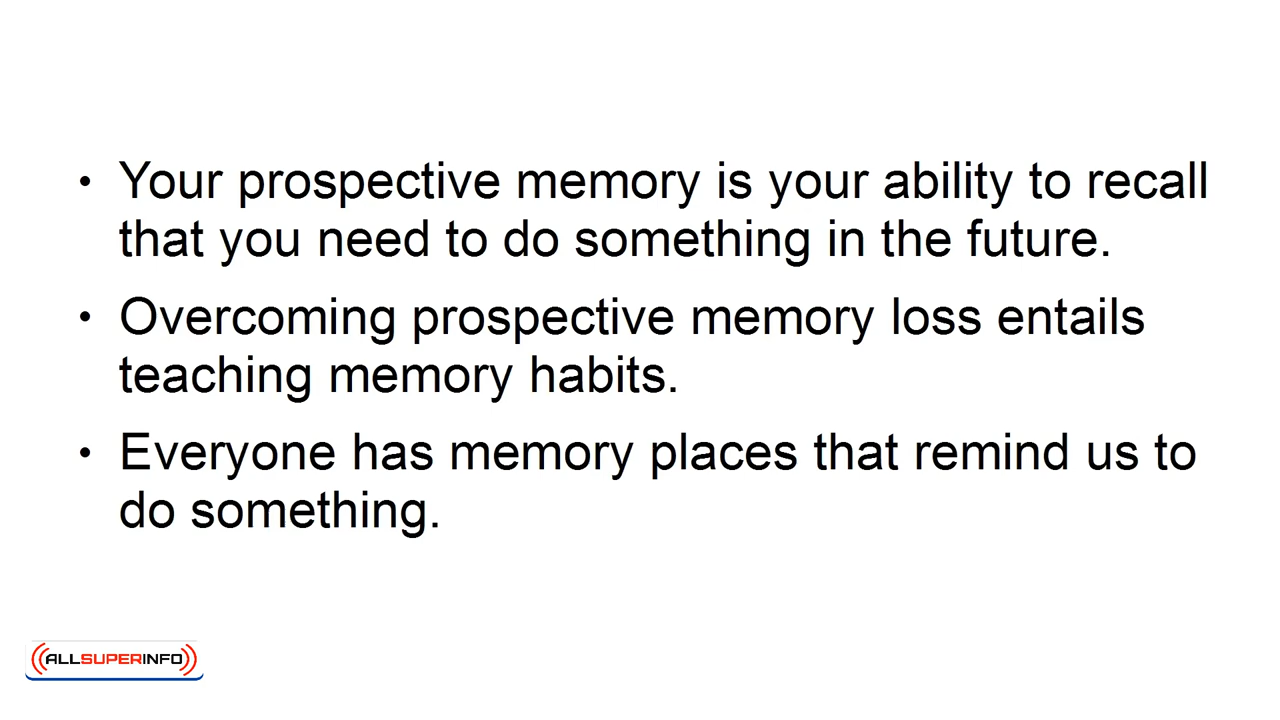 • Your prospective memory is your ability to recall
that you need to do something in the future.
• Overcoming prospective memory loss entails
teaching memory habits.
• Everyone has memory places that remind us to
do something.
ALLSUPERINFO